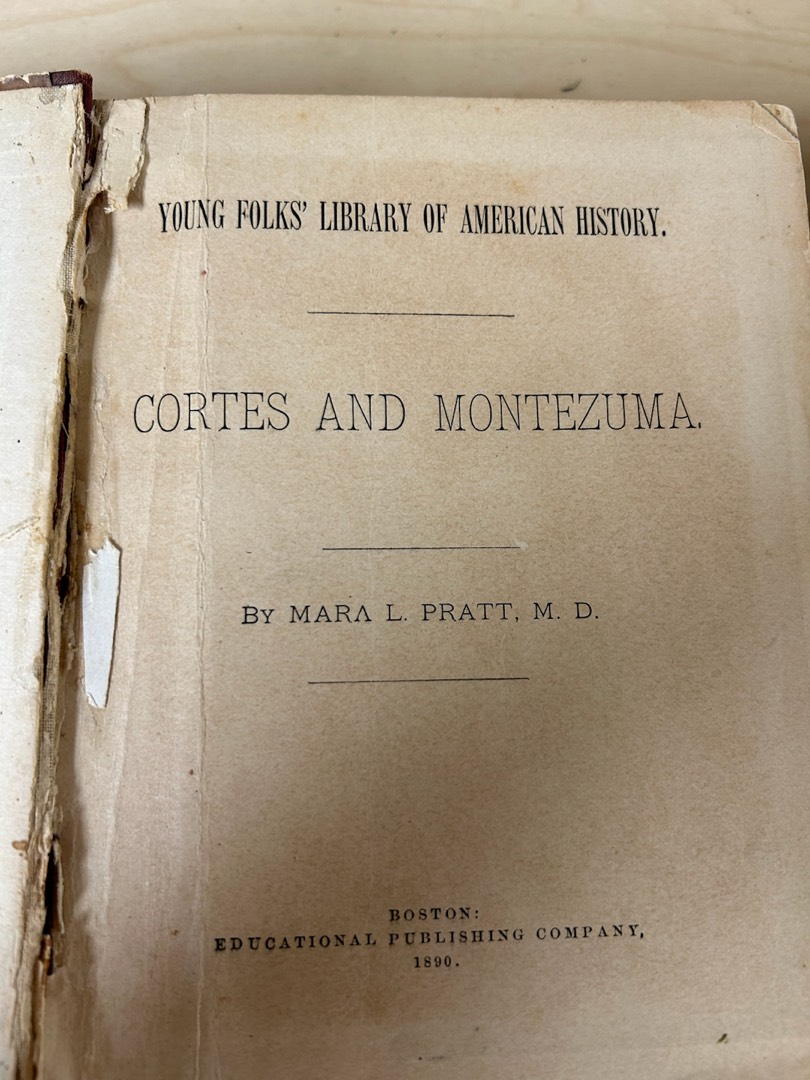 YOUNG FOLKS' LIBRARY OF AMERICAN HISTORY.
CORTES AND MONTEZUMA.
BY MARA L. PRATT, M. D.
BOSTON:
EDUCATIONAL PUBLISHING COMPANY,
1890.